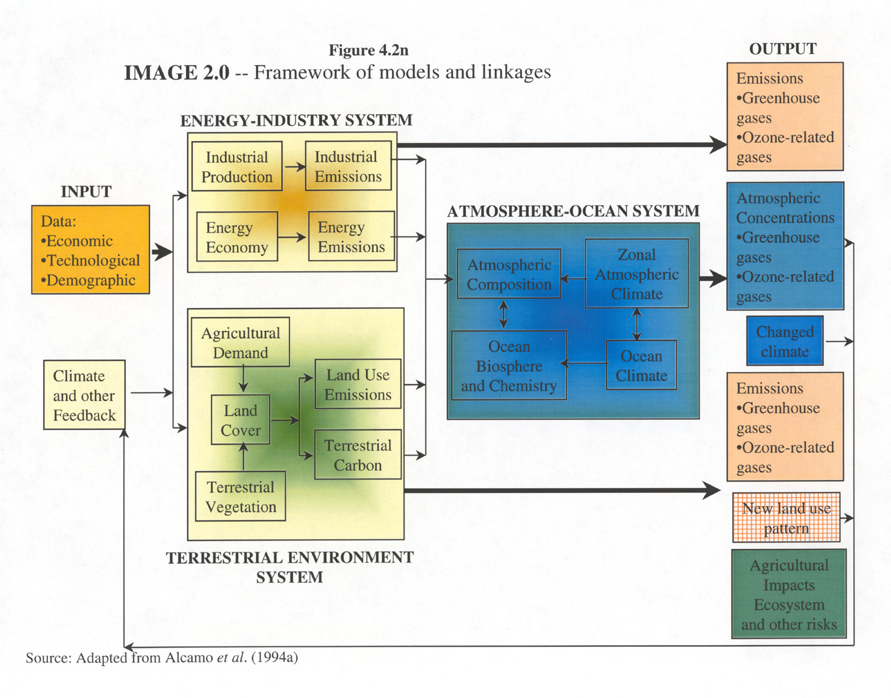 Figure 4.2n
IMAGE 2.0 -- Framework of models and linkages
INPUT
Data:
•Economic
•Technological
•Demographic
Climate
and other
Feedback
ENERGY-INDUSTRY SYSTEM
Industrial
Production
Industrial
Emissions
Energy
Economy
Energy
Emissions
Agricultural
Demand
Land
Cover
Terrestrial
Vegetation
Land Use
Emissions
Terrestrial
Carbon
TERRESTRIAL ENVIRONMENT
SYSTEM
ATMOSPHERE-OCEAN SYSTEM
Atmospheric
Composition
Zonal
Atmospheric
Climate
Ocean
Biosphere
and Chemistry
Ocean
Climate
OUTPUT
Emissions
•Greenhouse
gases
•Ozone-related
gases
Atmospheric
Concentrations
•Greenhouse
gases
•Ozone-related
gases
Changed
climate
Emissions
•Greenhouse
gases
•Ozone-related
gases
New land use
pattern
Agricultural
Impacts
Ecosystem
and other risks
Source: Adapted from Alcamo et al. (1994a)